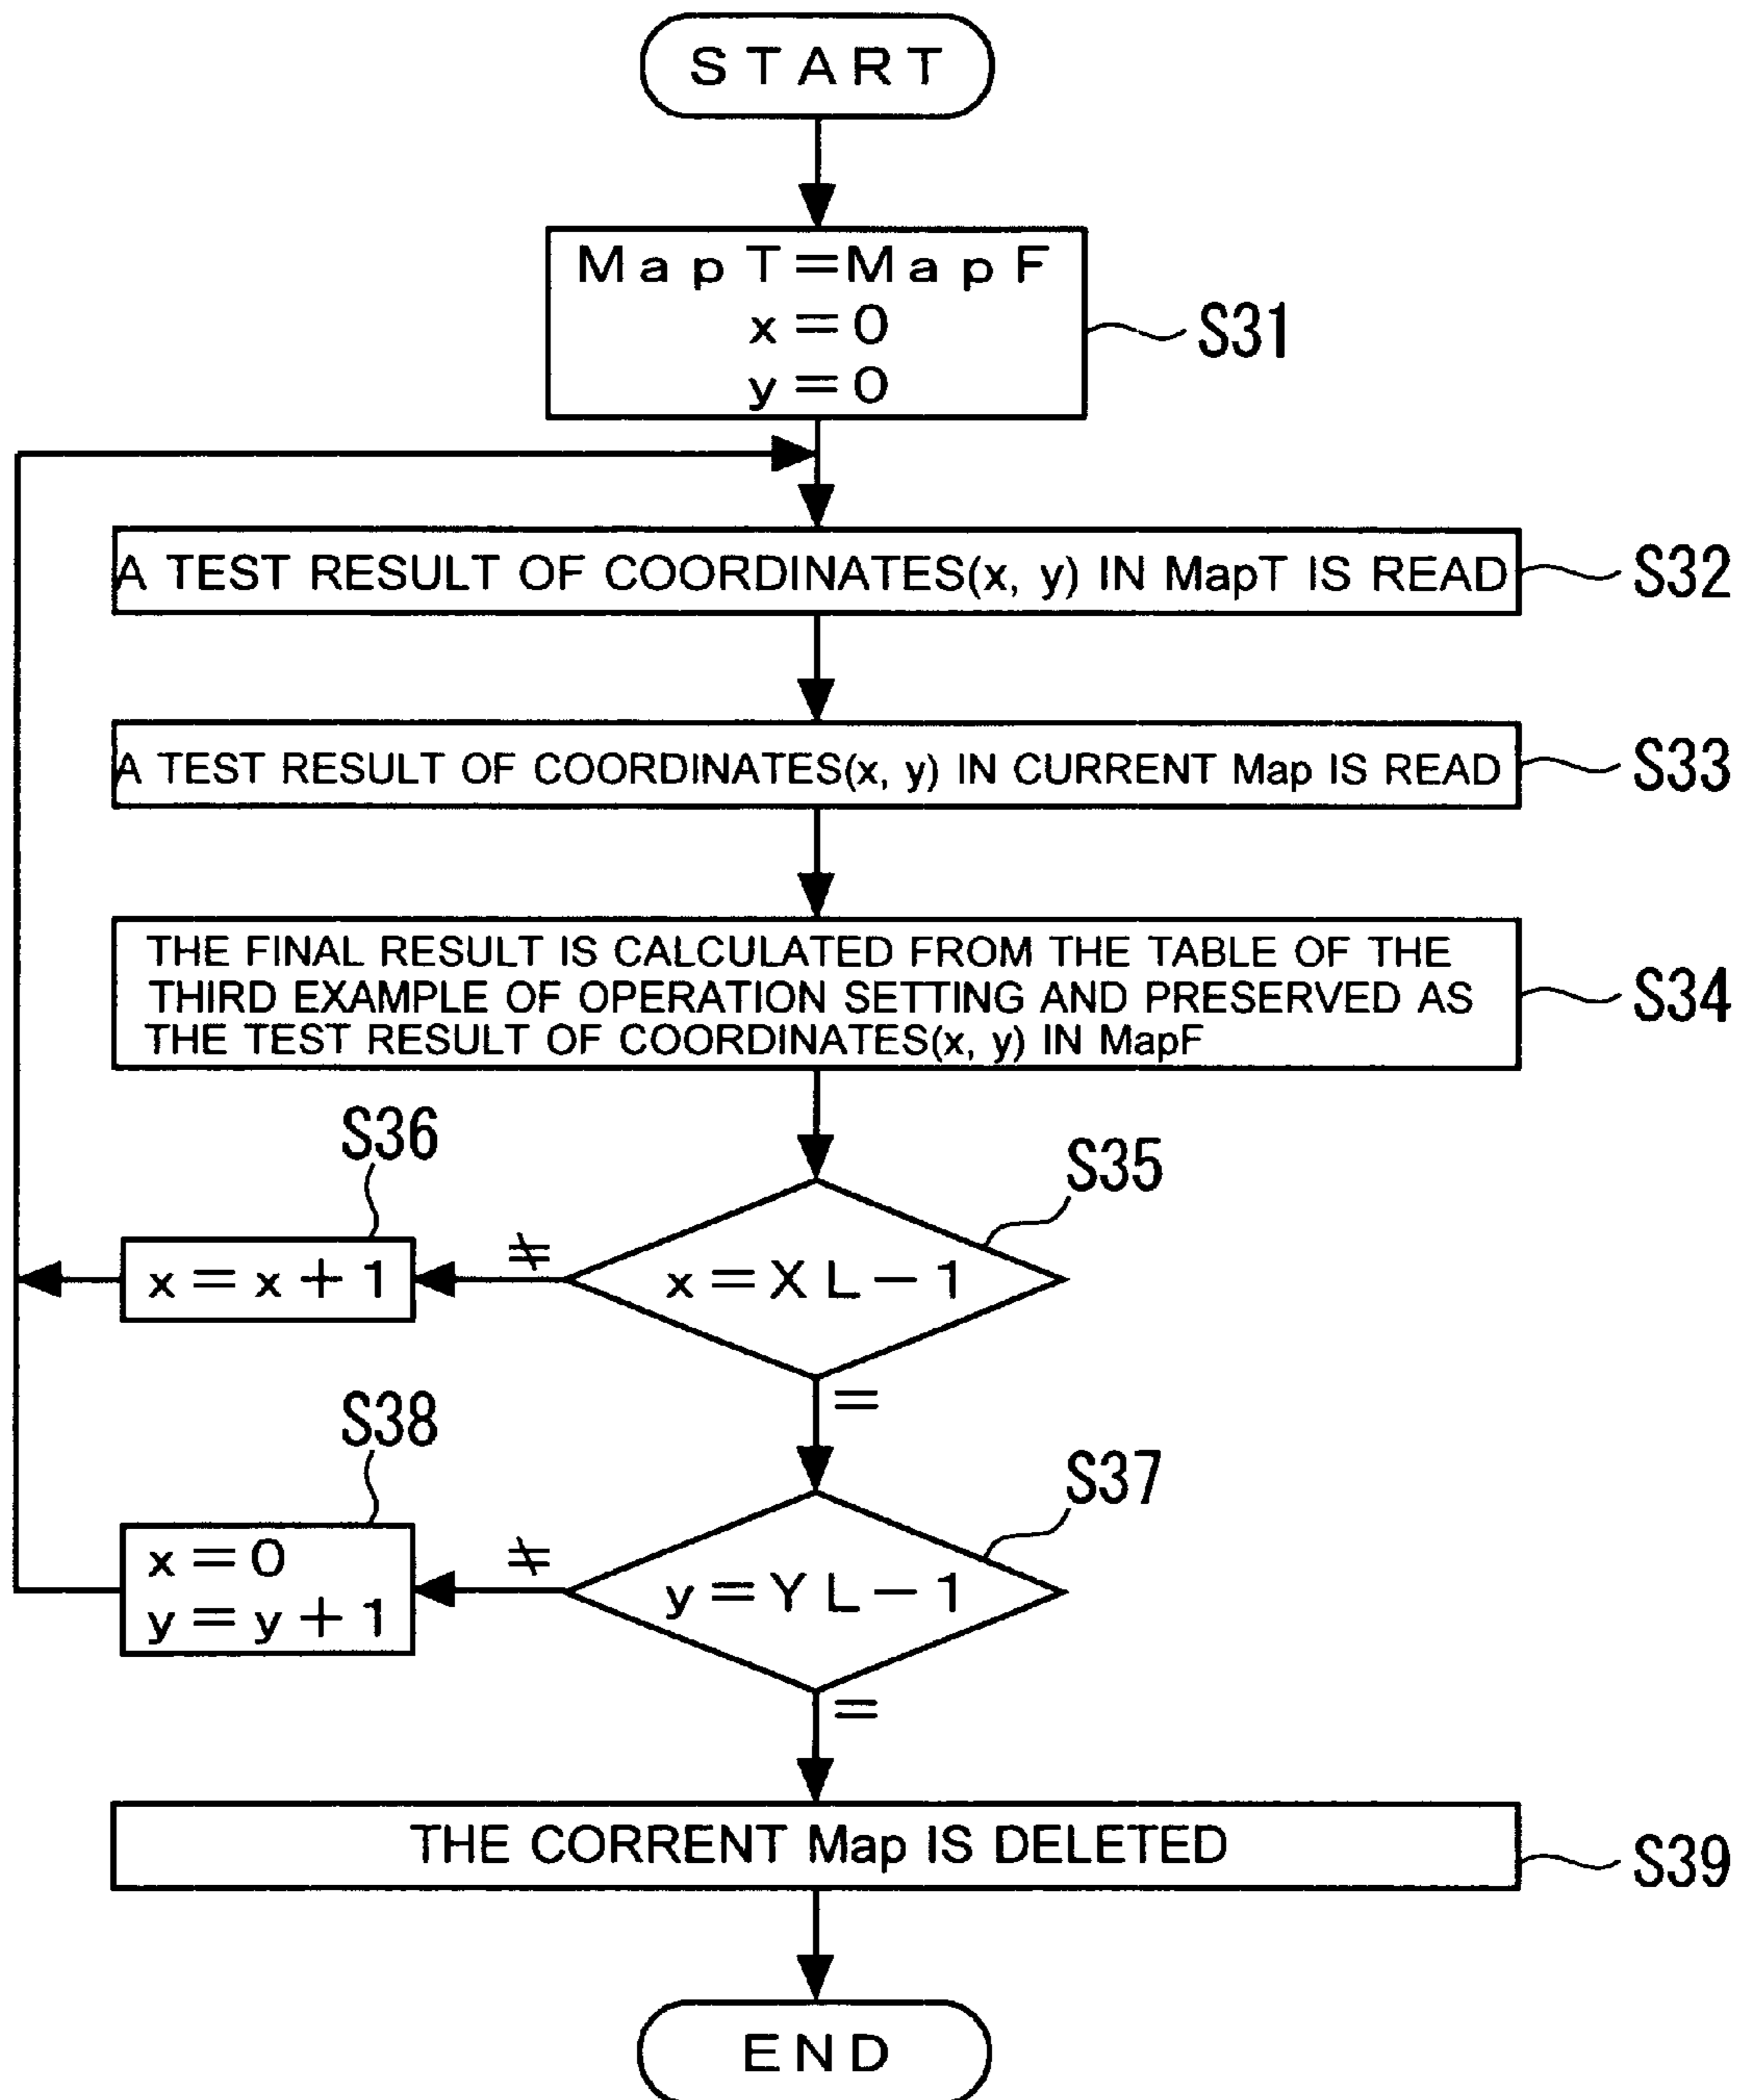 START
MapT=MapF
x=0
y=0
S31
A TEST RESULT OF COORDINATES(x, y) IN MapT IS READ
S32
A TEST RESULT OF COORDINATES(x, y) IN CURRENT Map IS READ
S33
THE FINAL RESULT IS CALCULATED FROM THE TABLE OF THE
THIRD EXAMPLE OF OPERATION SETTING AND PRESERVED AS
THE TEST RESULT OF COORDINATES(x, y) IN MapF
S34
S35
x=XL-1
≠
S36
x=x+1
=
S37
y=YL-1
≠
S38
x=0
y=y+1
=
THE CORRENT Map IS DELETED
S39
END